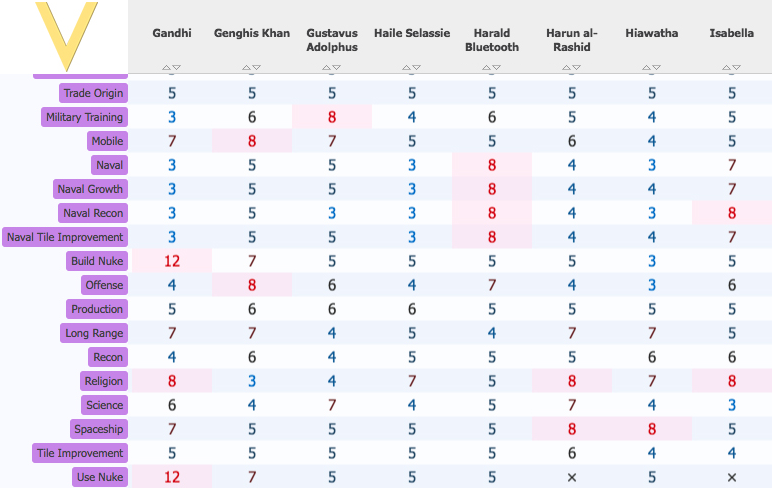 Gandhi Genghis Khan Gustavus Adolphus Haile Selassie Harald Bluetooth Harun al-Rashid Hiawatha Isabella
Trade Origin 5 5 5 5 5 5 5 5
Military Training 3 6 8 4 6 5 4 5
Mobile 7 8 7 5 5 6 4 5
Naval 3 5 5 3 8 4 3 7
Naval Growth 3 5 5 3 8 4 4 7
Naval Recon 3 5 3 3 8 4 3 8
Naval Tile Improvement 3 5 5 3 8 4 4 7
Build Nuke 12 7 5 5 5 5 3 5
Offense 4 8 6 4 7 4 3 6
Production 5 6 6 6 5 5 5 5
Long Range 7 7 4 5 4 7 7 5
Recon 4 6 4 5 5 5 6 6
Religion 8 3 4 7 5 8 7 8
Science 6 4 7 4 5 7 4 3
Spaceship 7 5 5 5 5 8 8 5
Tile Improvement 5 5 5 5 5 6 4 4
Use Nuke 12 7 5 5 5 × 5 ×